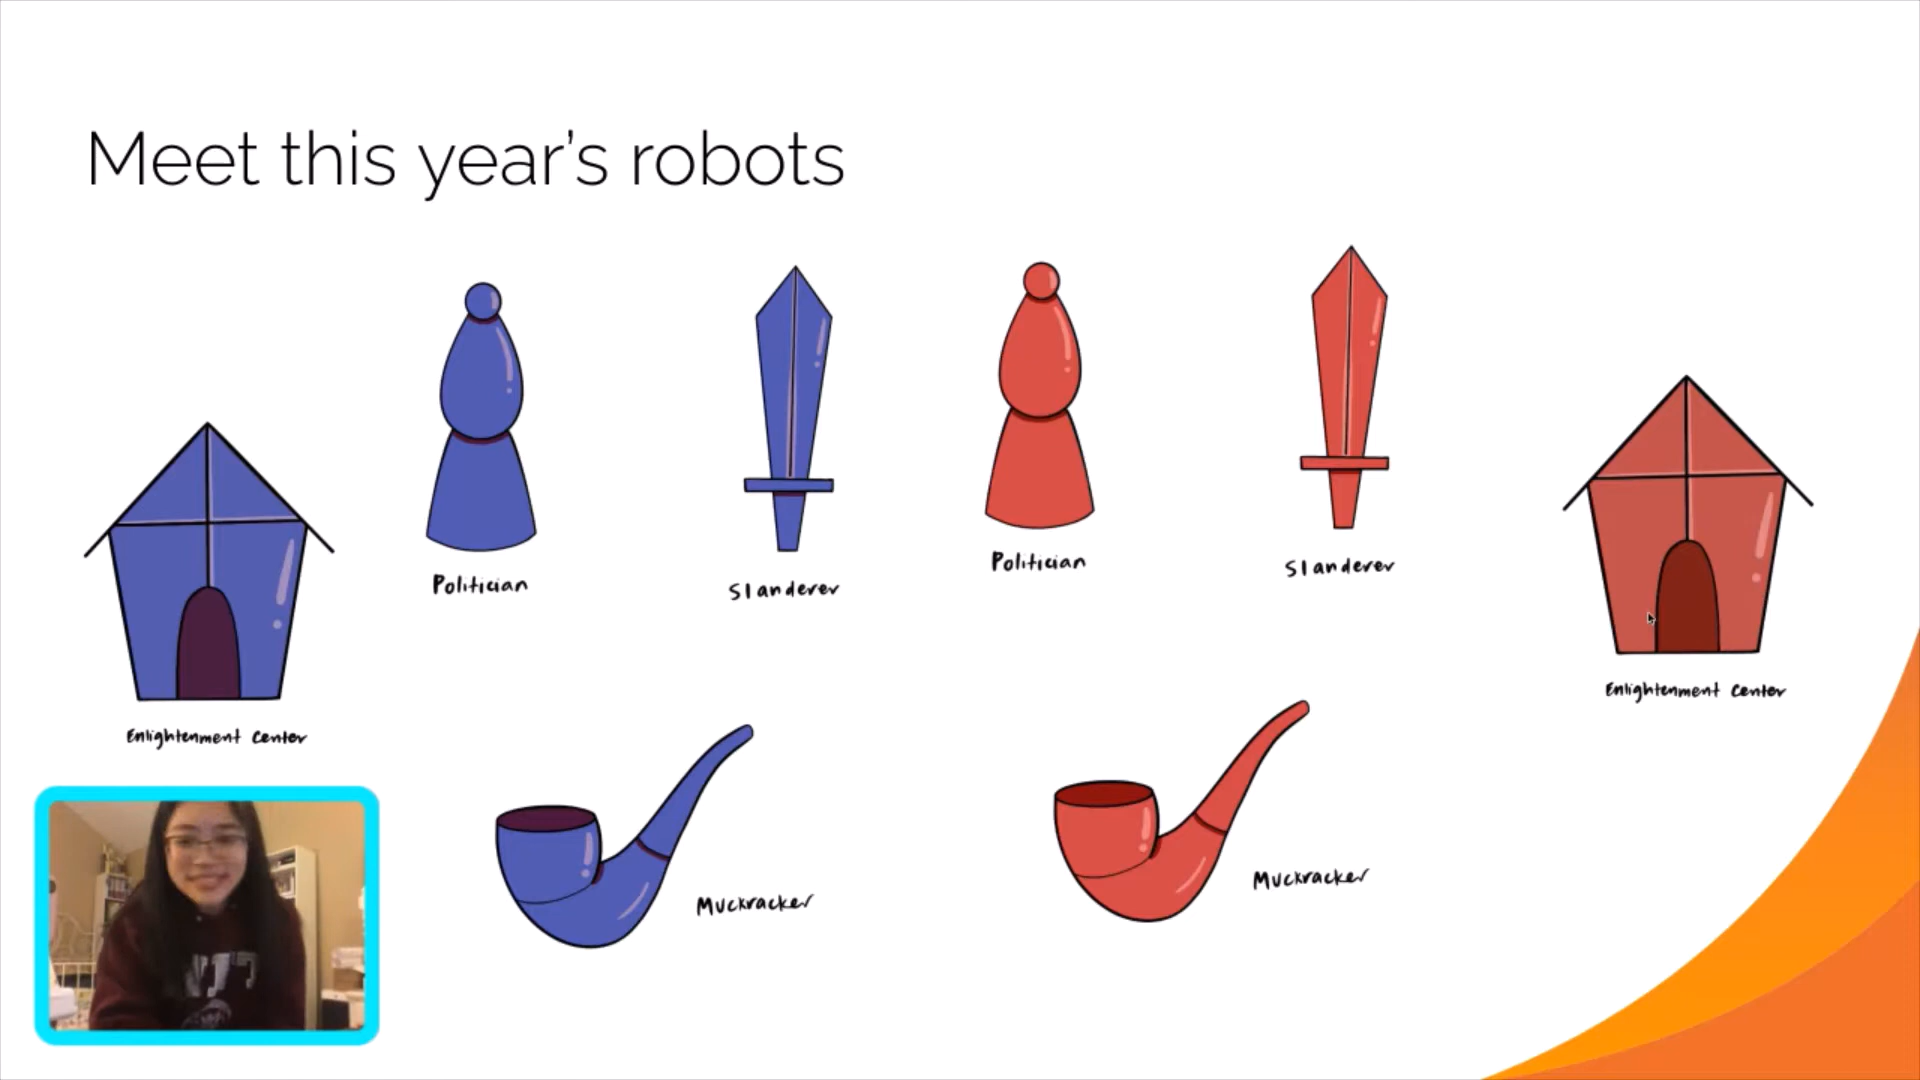 Meet this year's robots
Politician
Slanderer
Politician
Slanderer
Enlightenment Center
Enlightenment Center
Muckracker
Muckracker